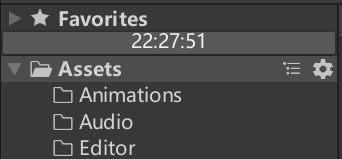 Favorites
22:27:51
Assets
Animations
Audio
Editor